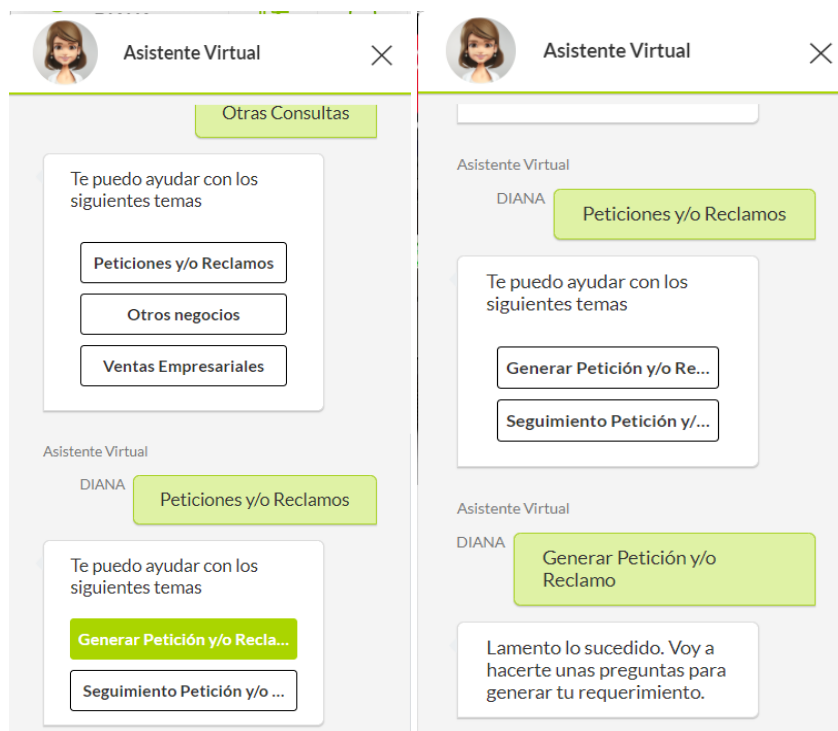 Asistente Virtual
Otras Consultas
Te puedo ayudar con los
siguientes temas
Peticiones y/o Reclamos
Otros negocios
Ventas Empresariales
Asistente Virtual
DIANA
Peticiones y/o Reclamos
Te puedo ayudar con los
siguientes temas
Generar Petición y/o Recla...
Seguimiento Petición y/o ...
Asistente Virtual
Asistente Virtual
DIANA
Peticiones y/o Reclamos
Te puedo ayudar con los
siguientes temas
Generar Petición y/o Re...
Seguimiento Petición y/...
Asistente Virtual
DIANA
Generar Petición y/o
Reclamo
Lamento lo sucedido. Voy a
hacerte unas preguntas para
generar tu requerimiento.